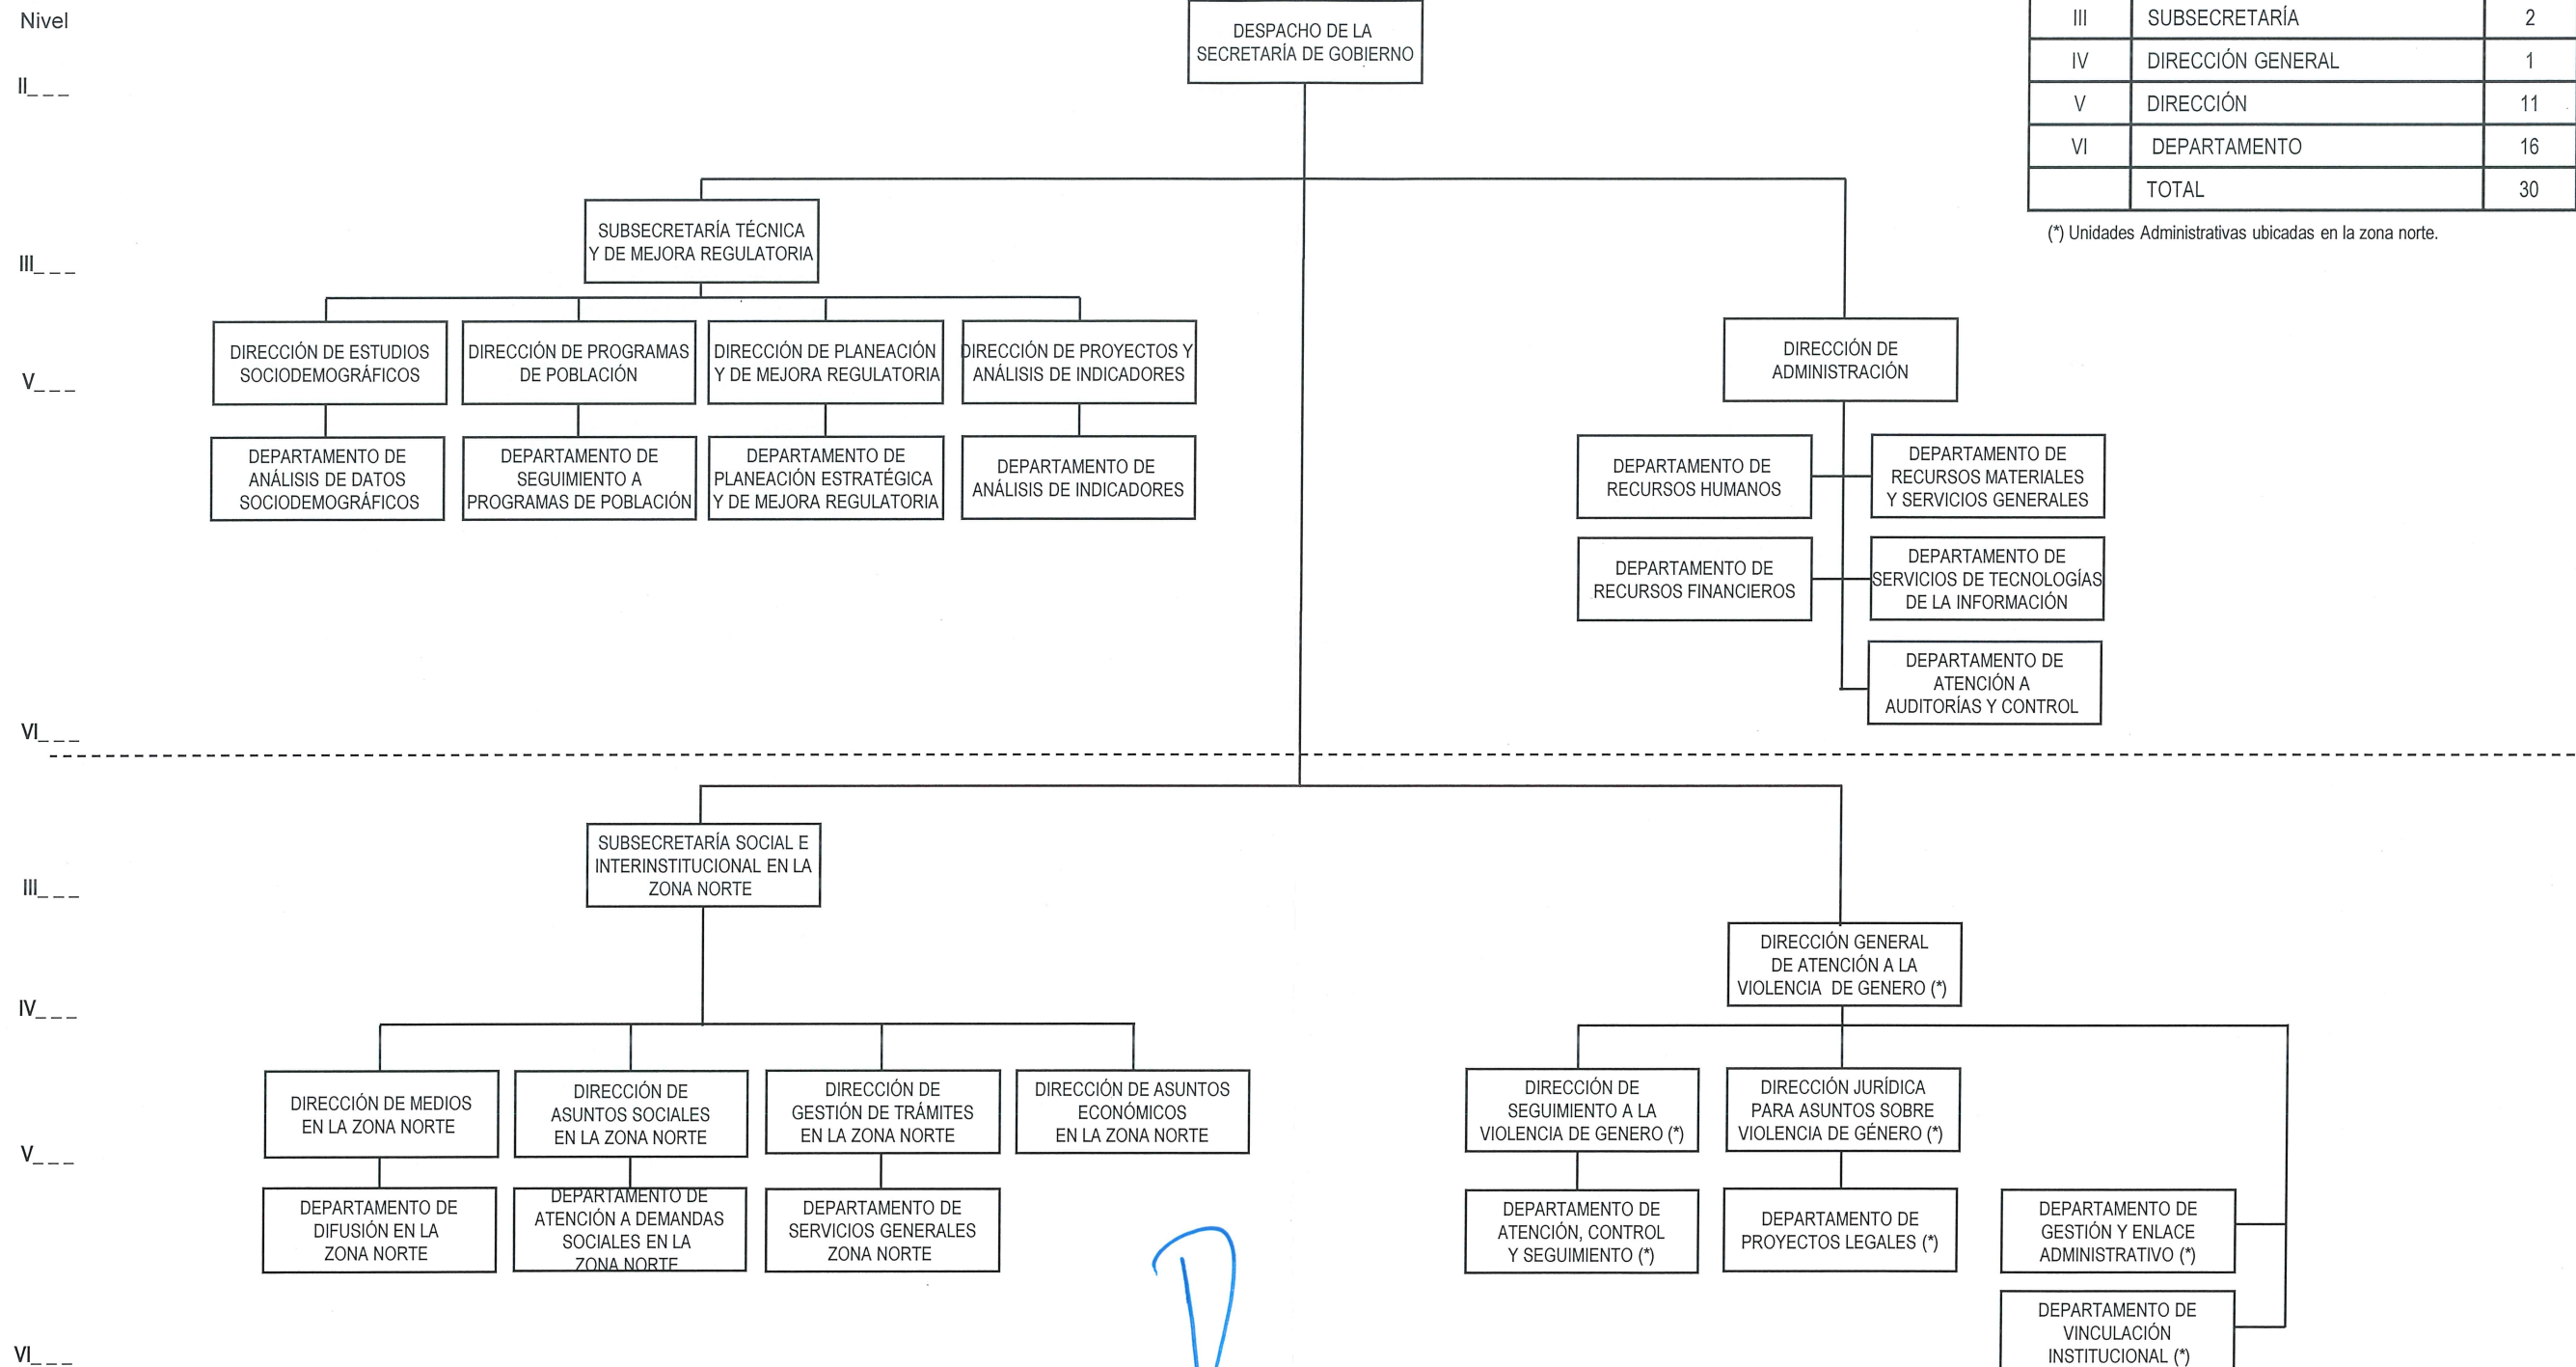 Nivel
II_ _ _
DESPACHO DE LA
SECRETARÍA DE GOBIERNO
III SUBSECRETARÍA 2
IV DIRECCIÓN GENERAL 1
V DIRECCIÓN 11
VI DEPARTAMENTO 16
TOTAL 30
(*) Unidades Administrativas ubicadas en la zona norte.
III_ _ _
SUBSECRETARÍA TÉCNICA
Y DE MEJORA REGULATORIA
V_ _ _
DIRECCIÓN DE ESTUDIOS
SOCIODEMOGRÁFICOS
DIRECCIÓN DE PROGRAMAS
DE POBLACIÓN
DIRECCIÓN DE PLANEACIÓN
Y DE MEJORA REGULATORIA
DIRECCIÓN DE PROYECTOS Y
ANÁLISIS DE INDICADORES
DIRECCIÓN DE
ADMINISTRACIÓN
DEPARTAMENTO DE
ANÁLISIS DE DATOS
SOCIODEMOGRÁFICOS
DEPARTAMENTO DE
SEGUIMIENTO A
PROGRAMAS DE POBLACIÓN
DEPARTAMENTO DE
PLANEACIÓN ESTRATÉGICA
Y DE MEJORA REGULATORIA
DEPARTAMENTO DE
ANÁLISIS DE INDICADORES
DEPARTAMENTO DE
RECURSOS HUMANOS
DEPARTAMENTO DE
RECURSOS MATERIALES
Y SERVICIOS GENERALES
DEPARTAMENTO DE
RECURSOS FINANCIEROS
DEPARTAMENTO DE
SERVICIOS DE TECNOLOGÍAS
DE LA INFORMACIÓN
DEPARTAMENTO DE
ATENCIÓN A
AUDITORÍAS Y CONTROL
VI_ _ _
III_ _ _
SUBSECRETARÍA SOCIAL E
INTERINSTITUCIONAL EN LA
ZONA NORTE
DIRECCIÓN GENERAL
DE ATENCIÓN A LA
VIOLENCIA DE GENERO (*)
IV_ _ _
V_ _ _
DIRECCIÓN DE MEDIOS
EN LA ZONA NORTE
DIRECCIÓN DE
ASUNTOS SOCIALES
EN LA ZONA NORTE
DIRECCIÓN DE
GESTIÓN DE TRÁMITES
EN LA ZONA NORTE
DIRECCIÓN DE ASUNTOS
ECONÓMICOS
EN LA ZONA NORTE
DIRECCIÓN DE
SEGUIMIENTO A LA
VIOLENCIA DE GENERO (*)
DIRECCIÓN JURÍDICA
PARA ASUNTOS SOBRE
VIOLENCIA DE GÉNERO (*)
DEPARTAMENTO DE
DIFUSIÓN EN LA
ZONA NORTE
DEPARTAMENTO DE
ATENCIÓN A DEMANDAS
SOCIALES EN LA
ZONA NORTE
DEPARTAMENTO DE
SERVICIOS GENERALES
ZONA NORTE
DEPARTAMENTO DE
ATENCIÓN, CONTROL
Y SEGUIMIENTO (*)
DEPARTAMENTO DE
PROYECTOS LEGALES (*)
DEPARTAMENTO DE
GESTIÓN Y ENLACE
ADMINISTRATIVO (*)
DEPARTAMENTO DE
VINCULACIÓN
INSTITUCIONAL (*)
VI_ _ _